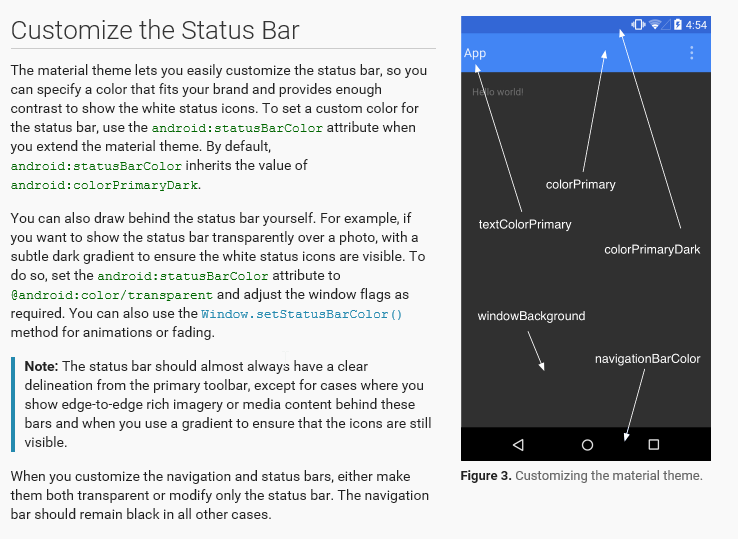 Customize the Status Bar
The material theme lets you easily customize the status bar, so you
can specify a color that fits your brand and provides enough
contrast to show the white status icons. To set a custom color for
the status bar, use the android:statusBarColor attribute when
you extend the material theme. By default,
android:statusBarColor inherits the value of
android:colorPrimaryDark.
You can also draw behind the status bar yourself. For example, if
you want to show the status bar transparently over a photo, with a
subtle dark gradient to ensure the white status icons are visible. To
do so, set the android:statusBarColor attribute to
@android:color/transparent and adjust the window flags as
required. You can also use the Window.setStatusBarColor()
method for animations or fading.
Note: The status bar should almost always have a clear
delineation from the primary toolbar, except for cases where you
show edge-to-edge rich imagery or media content behind these
bars and when you use a gradient to ensure that the icons are still
visible.
When you customize the navigation and status bars, either make
them both transparent or modify only the status bar. The navigation
bar should remain black in all other cases.
4:54
App
Hello world!
colorPrimary
textColorPrimary
colorPrimaryDark
windowBackground
navigationBarColor
Figure 3. Customizing the material theme.